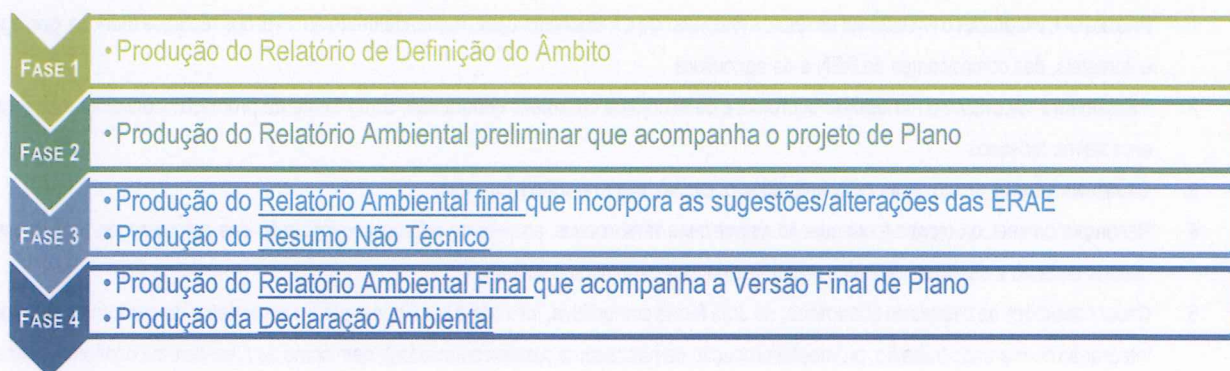 FASE 1
• Produção do Relatório de Definição do Âmbito
FASE 2
• Produção do Relatório Ambiental preliminar que acompanha o projeto de Plano
FASE 3
• Produção do Relatório Ambiental final que incorpora as sugestões/alterações das ERAE
• Produção do Resumo Não Técnico
FASE 4
• Produção do Relatório Ambiental Final que acompanha a Versão Final de Plano
• Produção da Declaração Ambiental